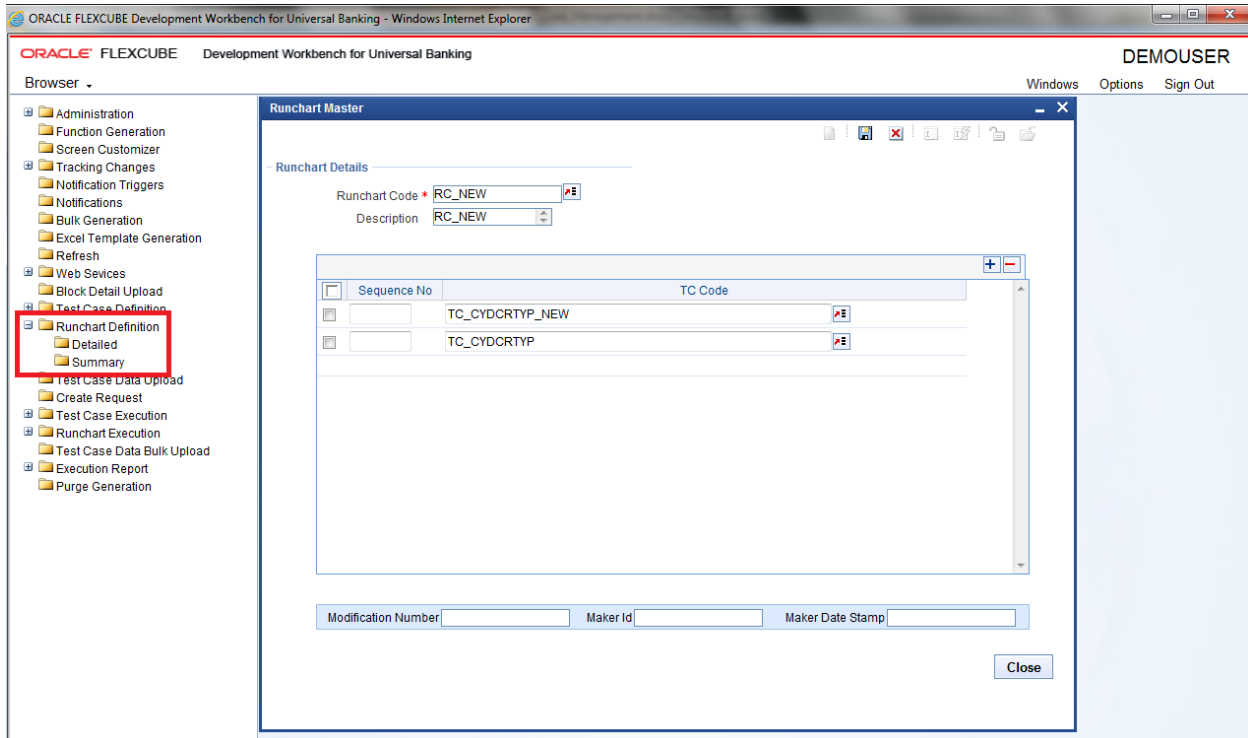 ORACLE FLEXCUBE Development Workbench for Universal Banking - Windows Internet Explorer
ORACLE FLEXCUBE Development Workbench for Universal Banking
DEMOUSER
Browser
Windows Options Sign Out
Administration
Function Generation
Screen Customizer
Tracking Changes
Notification Triggers
Notifications
Bulk Generation
Excel Template Generation
Refresh
Web Sevices
Block Detail Upload
Test Case Definition
Runchart Definition
Detailed
Summary
Test Case Data Upload
Create Request
Test Case Execution
Runchart Execution
Test Case Data Bulk Upload
Execution Report
Purge Generation
Runchart Master
Runchart Details
Runchart Code * RC_NEW
Description RC_NEW
Sequence No TC Code
TC_CYDCRTYP_NEW
TC_CYDCRTYP
Modification Number Maker Id Maker Date Stamp
Close